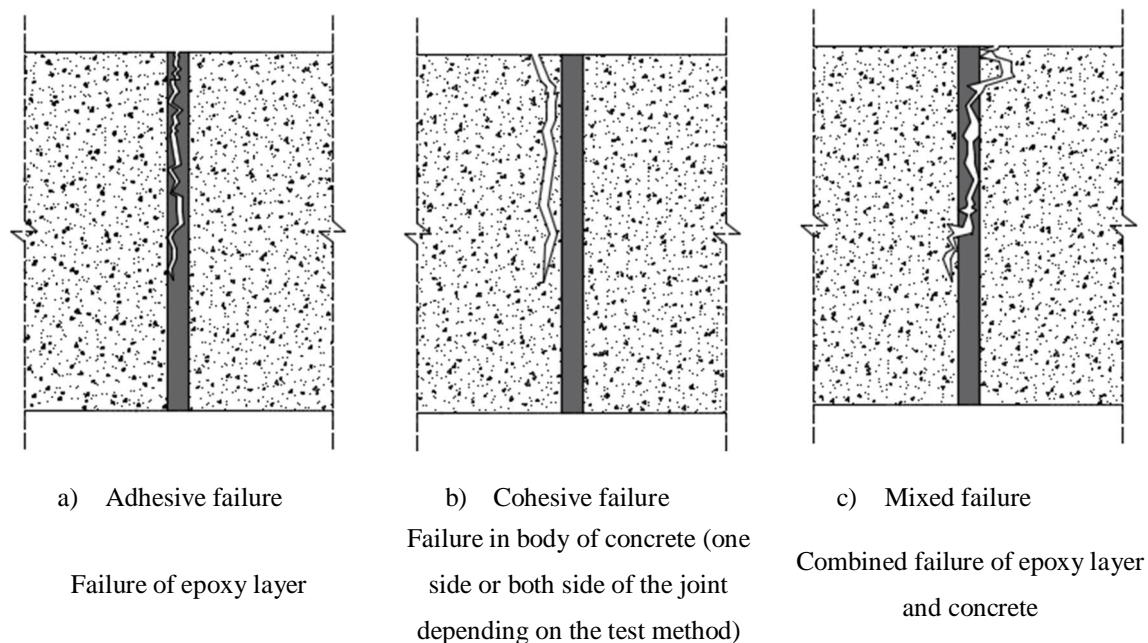 a) Adhesive failure
Failure of epoxy layer
b) Cohesive failure
Failure in body of concrete (one
side or both side of the joint
depending on the test method)
c) Mixed failure
Combined failure of epoxy layer
and concrete